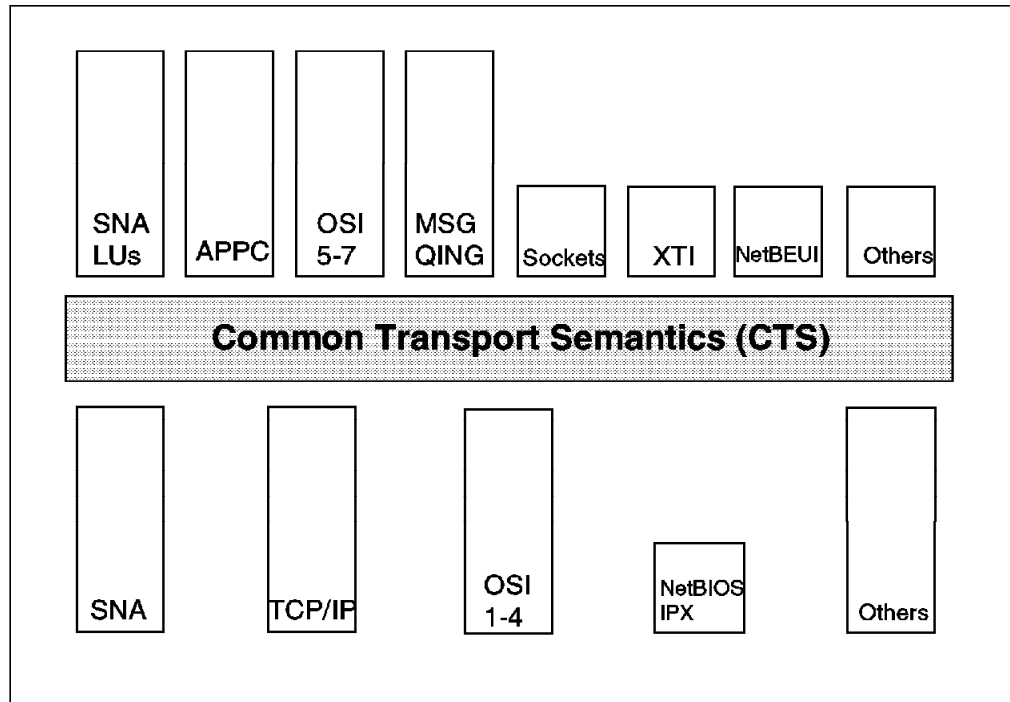 SNA
LUs
APPC
OSI
5-7
MSG
QING
Sockets
XTI
NetBEUI
Others
Common Transport Semantics (CTS)
SNA
TCP/IP
OSI
1-4
NetBIOS
IPX
Others